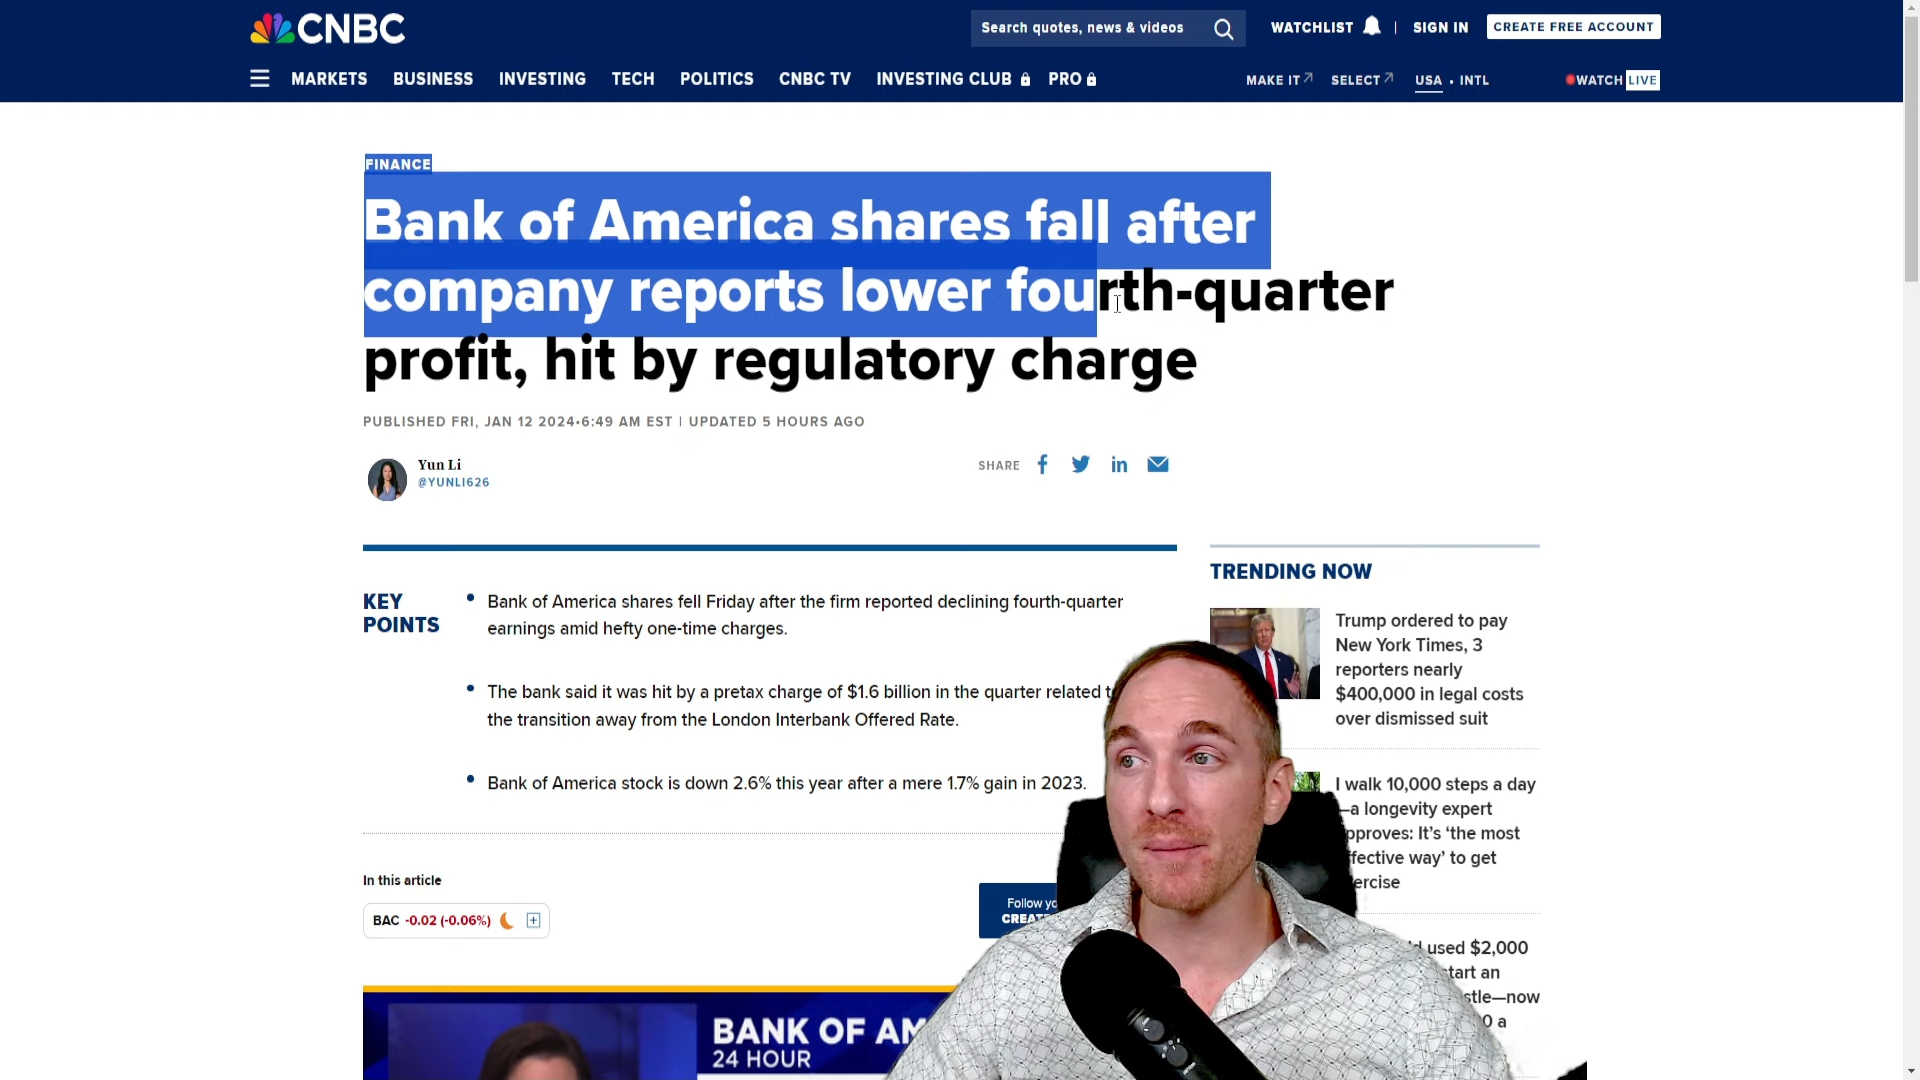 CNBC
Search quotes, news & videos
WATCHLIST
SIGN IN
CREATE FREE ACCOUNT
MARKETS BUSINESS INVESTING TECH POLITICS CNBC TV INVESTING CLUB PRO
MAKE IT SELECT USA • INTL WATCH LIVE
FINANCE
Bank of America shares fall after
company reports lower fourth-quarter
profit, hit by regulatory charge
PUBLISHED FRI, JAN 12 2024•6:49 AM EST | UPDATED 5 HOURS AGO
Yun Li
@YUNLI626
SHARE
KEY
POINTS
Bank of America shares fell Friday after the firm reported declining fourth-quarter
earnings amid hefty one-time charges.
The bank said it was hit by a pretax charge of $1.6 billion in the quarter related
the transition away from the London Interbank Offered Rate.
Bank of America stock is down 2.6% this year after a mere 1.7% gain in 2023.
In this article
BAC -0.02 (-0.06%)
Follow
BANK OF
24 HOUR
TRENDING NOW
Trump ordered to pay
New York Times, 3
reporters nearly
$400,000 in legal costs
over dismissed suit
I walk 10,000 steps a day
—a longevity expert
approves: It's 'the most
effective way' to get
exercise
used $2,000
start an
—now
a